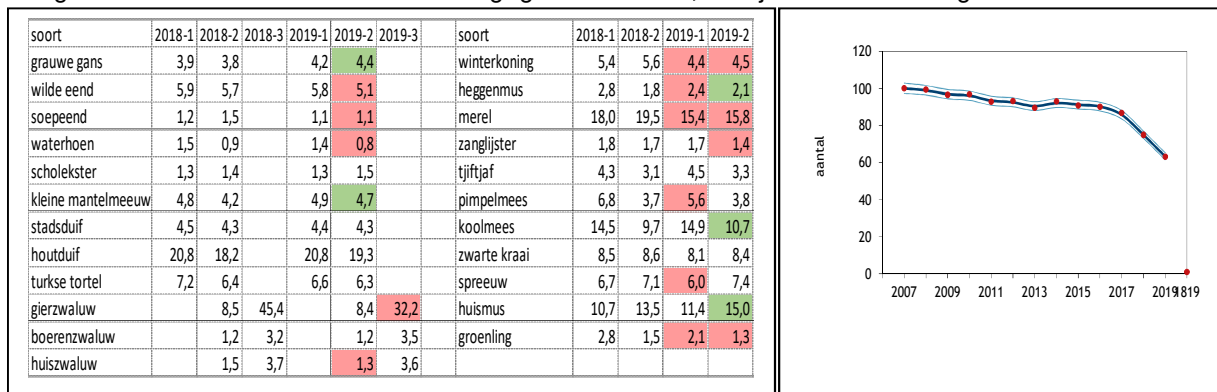 soort 2018-1 2018-2 2018-3 2019-1 2019-2 2019-3 soort 2018-1 2018-2 2019-1 2019-2
grauwe gans 3,9 3,8 4,2 4,4 winterkoning 5,4 5,6 4,4 4,5
wilde eend 5,9 5,7 5,8 5,1 heggenmus 2,8 1,8 2,4 2,1
soepeend 1,2 1,5 1,1 1,1 merel 18,0 19,5 15,4 15,8
waterhoen 1,5 0,9 1,4 0,8 zanglijster 1,8 1,7 1,7 1,4
scholekster 1,3 1,4 1,3 1,5 tjiftjaf 4,3 3,1 4,5 3,3
kleine mantelmeeuw 4,8 4,2 4,9 4,7 pimpelmees 6,8 3,7 5,6 3,8
stadsduif 4,5 4,3 4,4 4,3 koolmees 14,5 9,7 14,9 10,7
houtduif 20,8 18,2 20,8 19,3 zwarte kraai 8,5 8,6 8,1 8,4
turkse tortel 7,2 6,4 6,6 6,3 spreeuw 6,7 7,1 6,0 7,4
gierzwaluw 8,5 45,4 8,4 32,2 huismus 10,7 13,5 11,4 15,0
boerenzwaluw 1,2 3,2 1,2 3,5 groenling 2,8 1,5 2,1 1,3
huiszwaluw 1,5 3,7 1,3 3,6
120
100
80
60
40
20
0
aantal
2007 2009 2011 2013 2015 2017 2019 1819